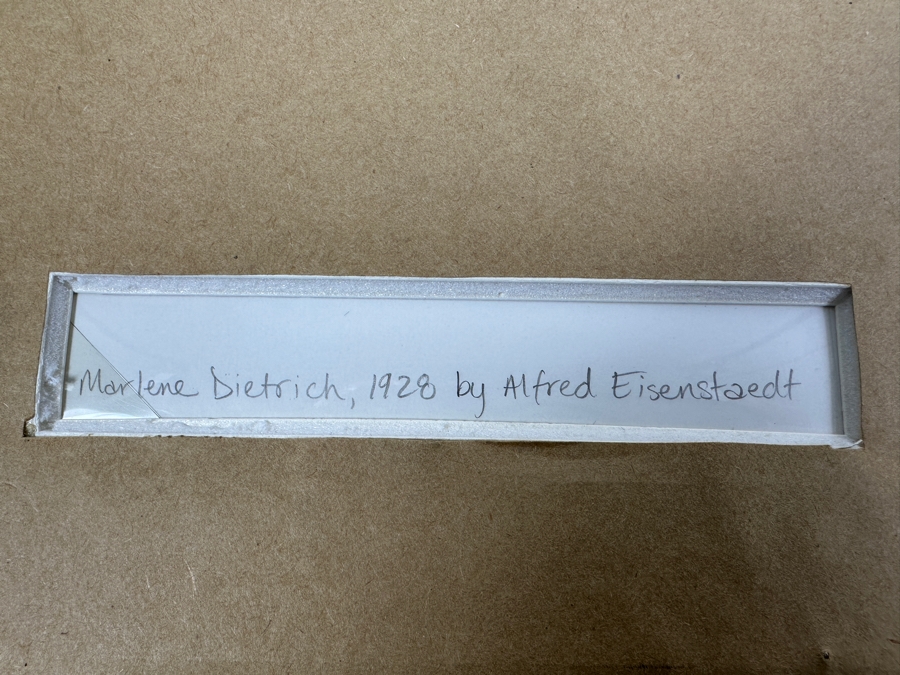 Marlene Dietrich, 1928 by Alfred Eisenstaedt